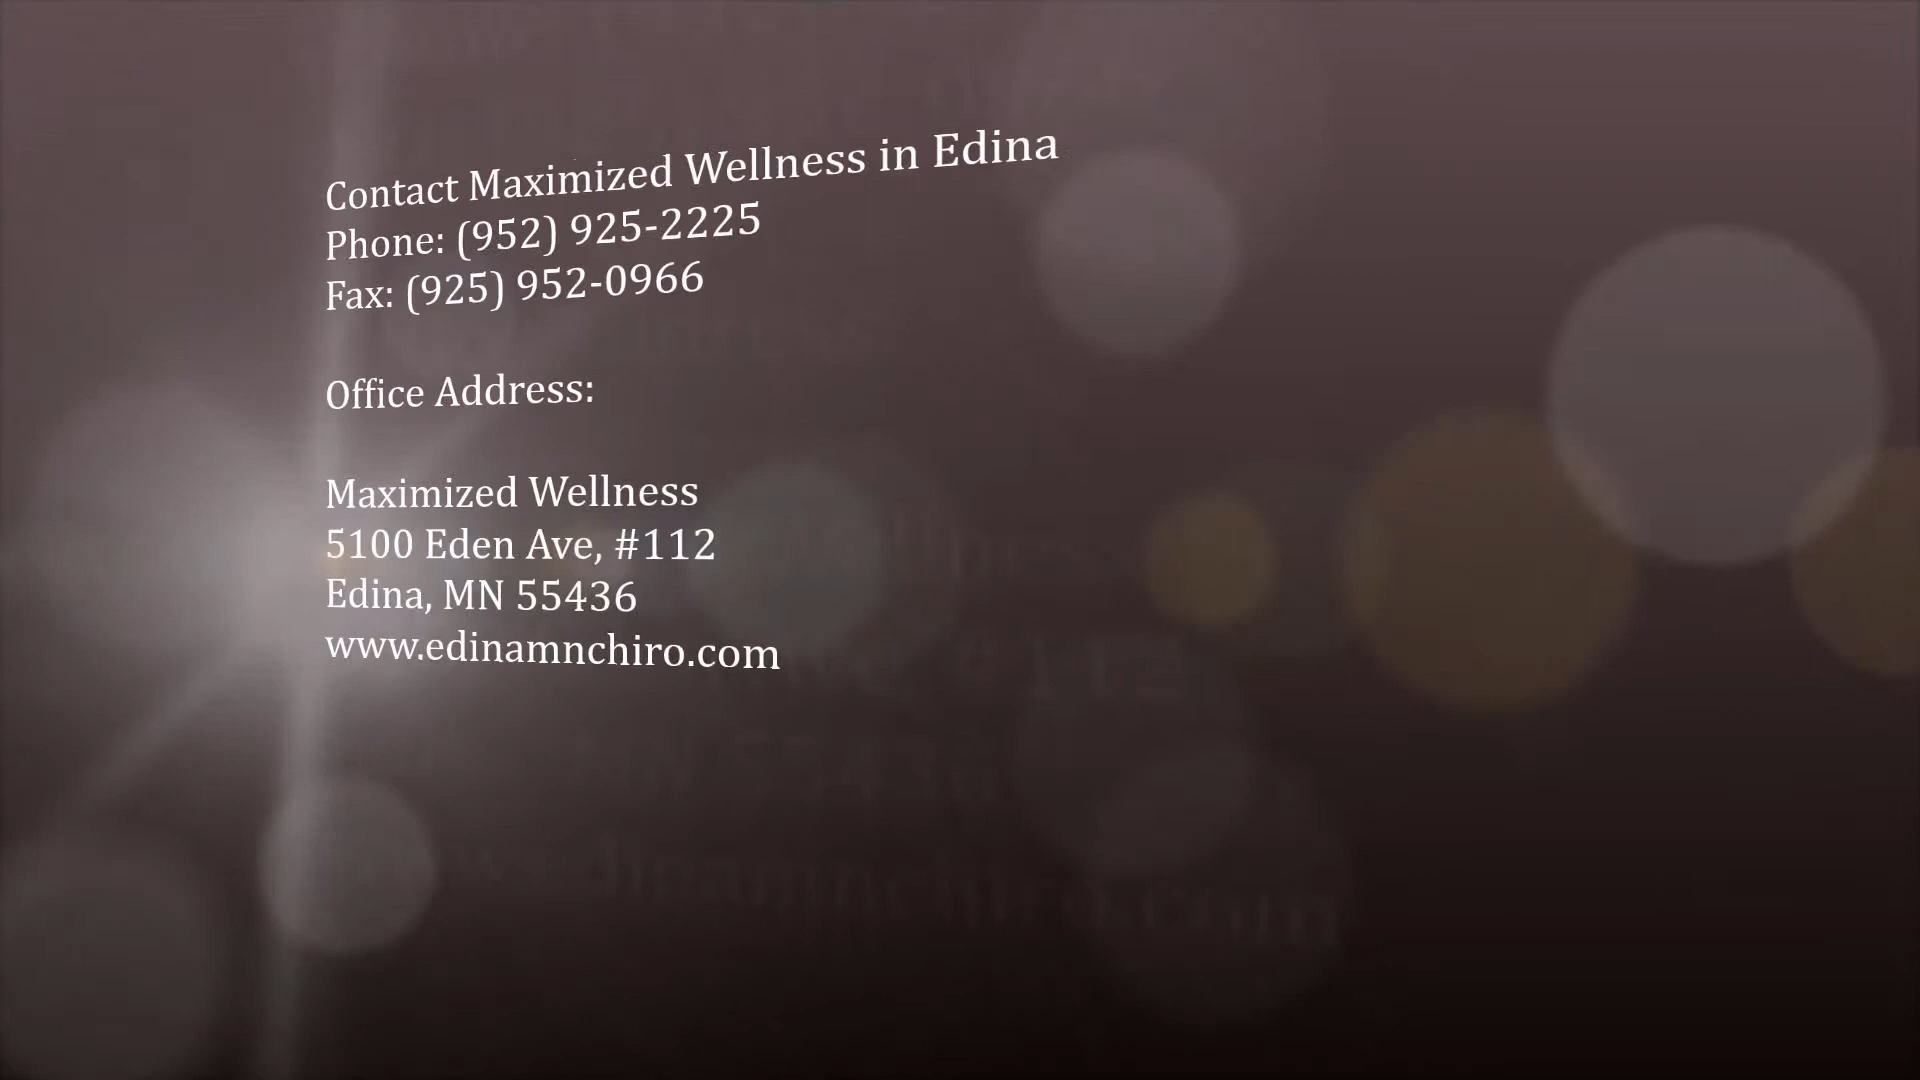 Contact Maximized Wellness in Edina
Phone: (952) 925-2225
Fax: (925) 952-0966
Office Address:
Maximized Wellness
5100 Eden Ave, #112
Edina, MN 55436
www.edinamnchiro.com